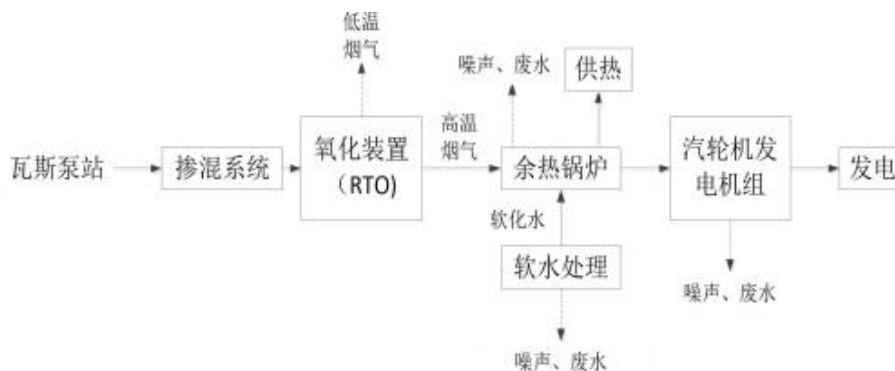 低温
烟气
噪声、废水
供热
瓦斯泵站
掺混系统
氧化装置
（RTO)
高温
烟气
余热锅炉
汽轮机发
电机组
发电
软化水
软水处理
噪声、废水
噪声、废水